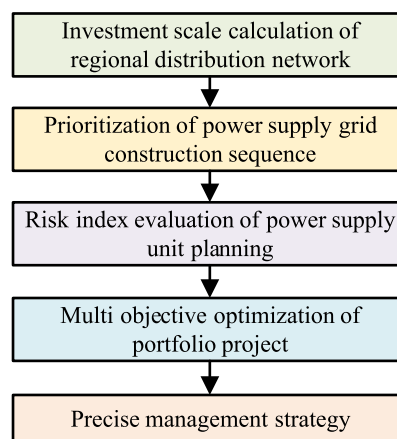 Investment scale calculation of
regional distribution network
Prioritization of power supply grid
construction sequence
Risk index evaluation of power supply
unit planning
Multi objective optimization of
portfolio project
Precise management strategy